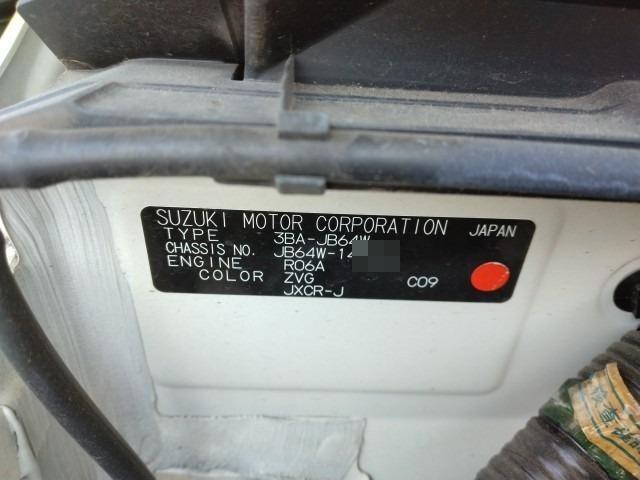 SUZUKI MOTOR CORPORATION JAPAN
TYPE 3BA-JB64W
CHASSIS NO. JB64W-14
ENGINE R06A
COLOR ZVG C09
JXCR-J